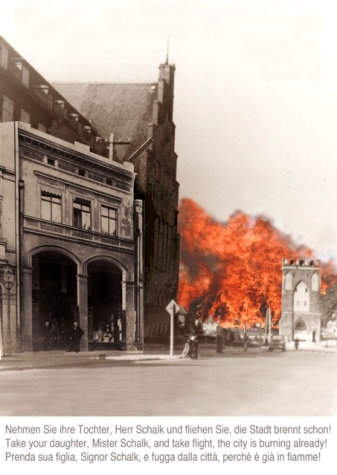 Nehmen Sie ihre Tochter, Herr Schalk und fliehen Sie, die Stadt brennt schon!
Take your daughter, Mister Schalk, and take flight, the city is burning already!
Prenda sua figlia, Signor Schalk, e fugga dalla città, perchè è già in fiamme!